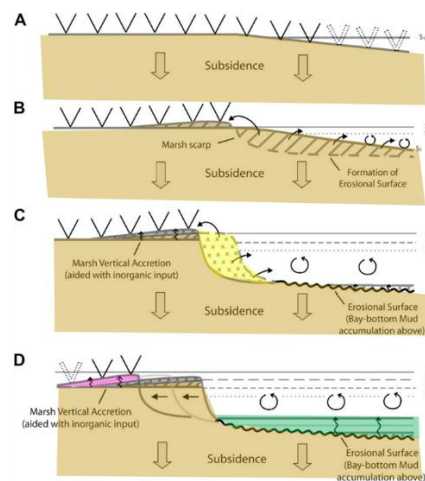 A
Subsidence
B
Marsh scarp
Formation of
Erosional Surface
Subsidence
C
Marsh Vertical Accretion
(aided with inorganic input)
Erosional Surface
(Bay-bottom Mud
accumulation above)
Subsidence
D
Marsh Vertical Accretion
(aided with inorganic input)
Erosional Surface
(Bay-bottom Mud
accumulation above)
Subsidence